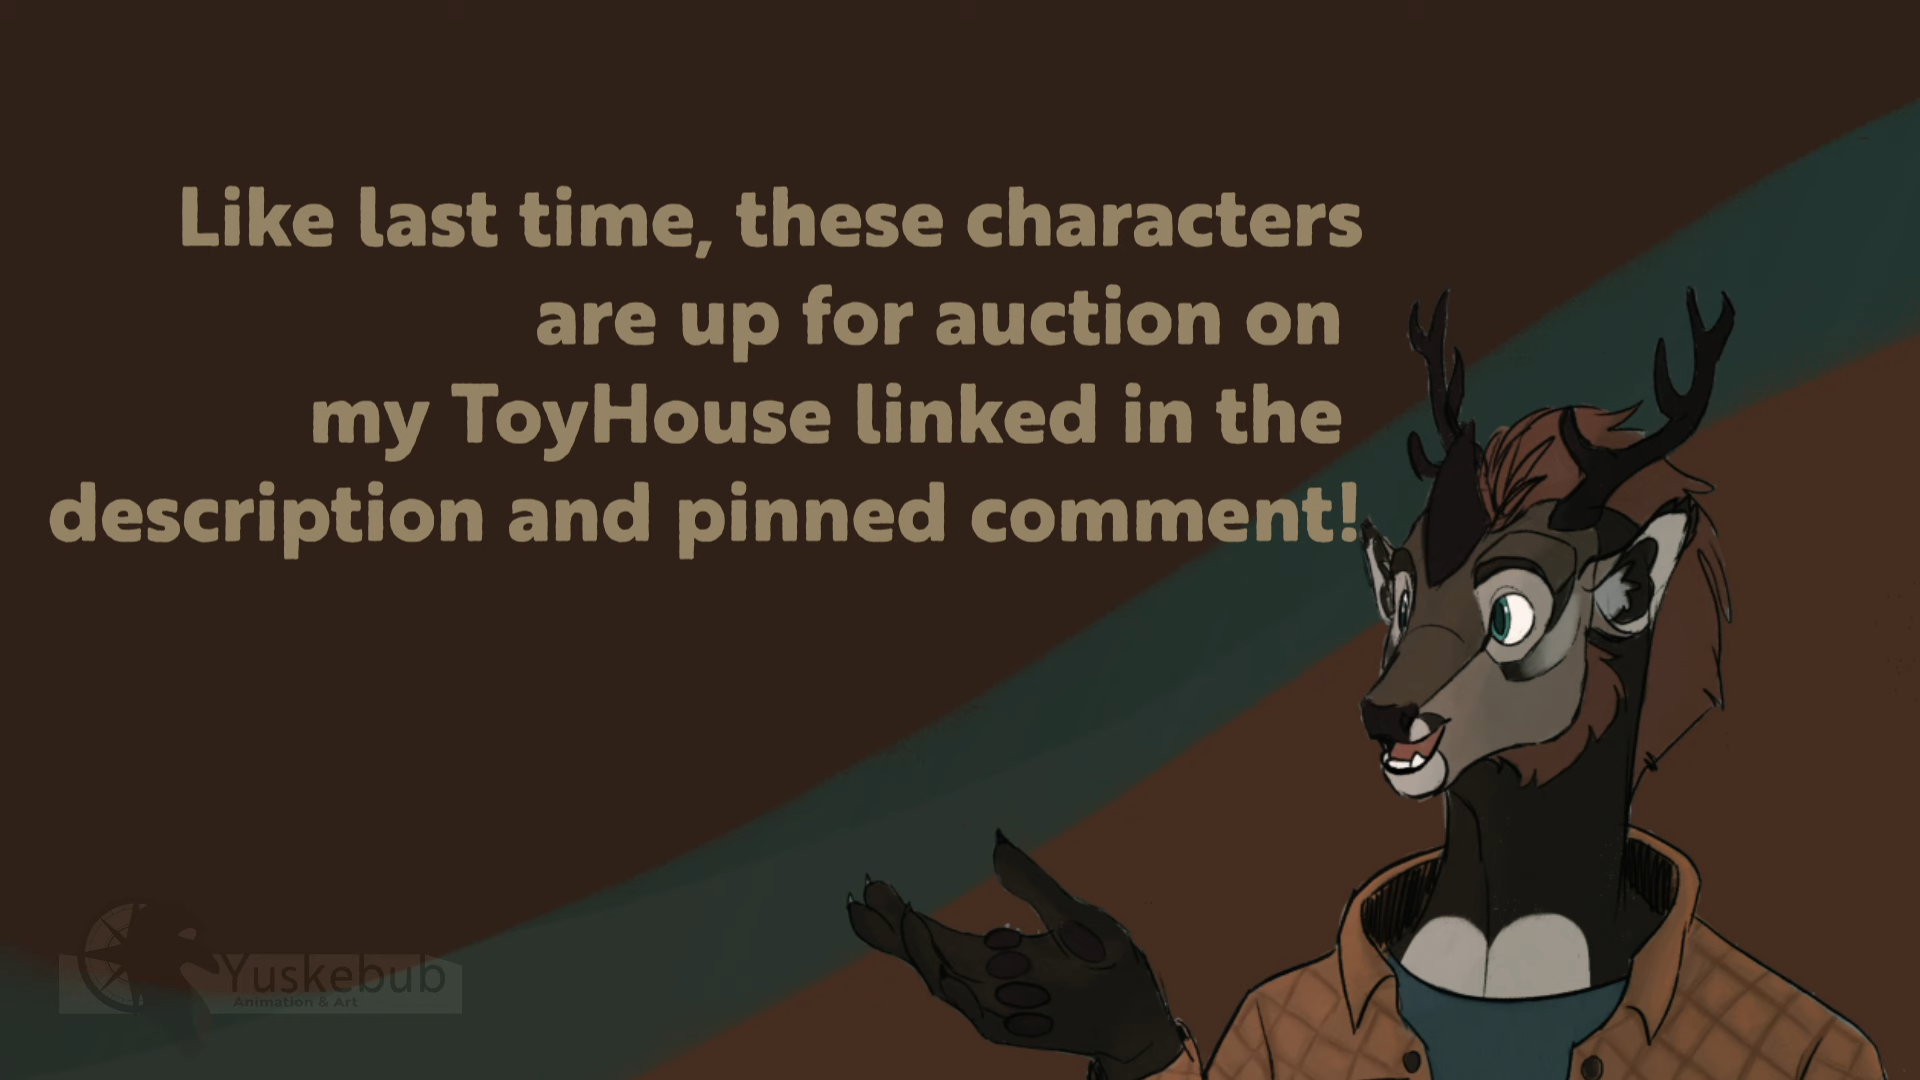 Like last time, these characters
are up for auction on
my ToyHouse linked in the
description and pinned comment!
Yuskebub
Animation & Art